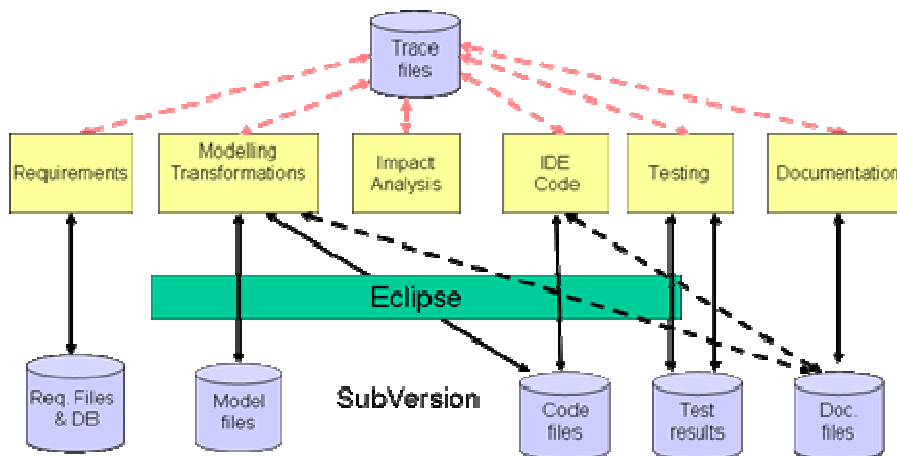 Trace
files
Requirements
Modelling
Transformations
Impact
Analysis
IDE
Code
Testing
Documentation
Eclipse
Req. Files
& DB
Model
files
SubVersion
Code
files
Test
results
Doc.
files